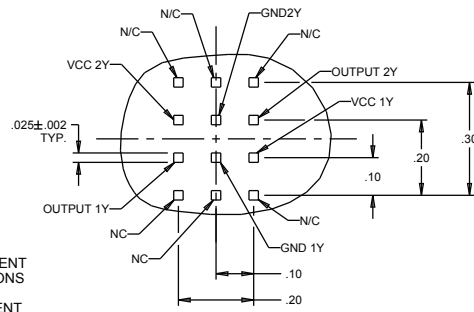 N/C
GND2Y
N/C
N/C
VCC 2Y
OUTPUT 2Y
VCC 1Y
.025±.002
TYP.
.30
.20
.10
OUTPUT 1Y
NC
NC
N/C
GND 1Y
.10
.20
ENT
ONS
ENT